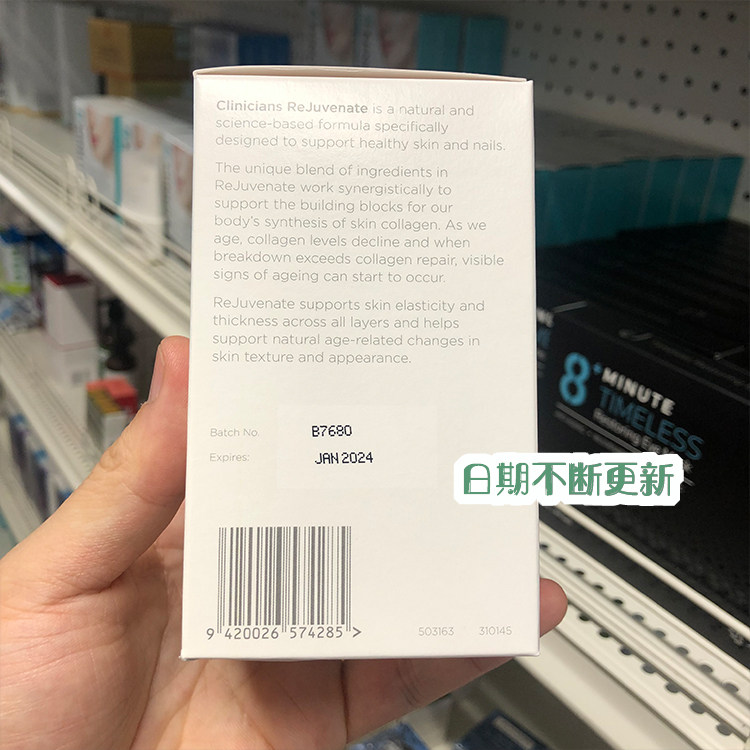 Clinicians ReJuvenate is a natural and
science-based formula specifically
designed to support healthy skin and nails.
The unique blend of ingredients in
ReJuvenate work synergistically to
support the building blocks for our
body's synthesis of skin collagen. As we
age, collagen levels decline and when
breakdown exceeds collagen repair, visible
signs of ageing can start to occur.
ReJuvenate supports skin elasticity and
thickness across all layers and helps
support natural age-related changes in
skin texture and appearance.
Batch No. B7680
Expires: JAN 2024
日期不断更新
9 420026 574285 >
503163 310145
8 MINUTE
TIMELESS
Restoring